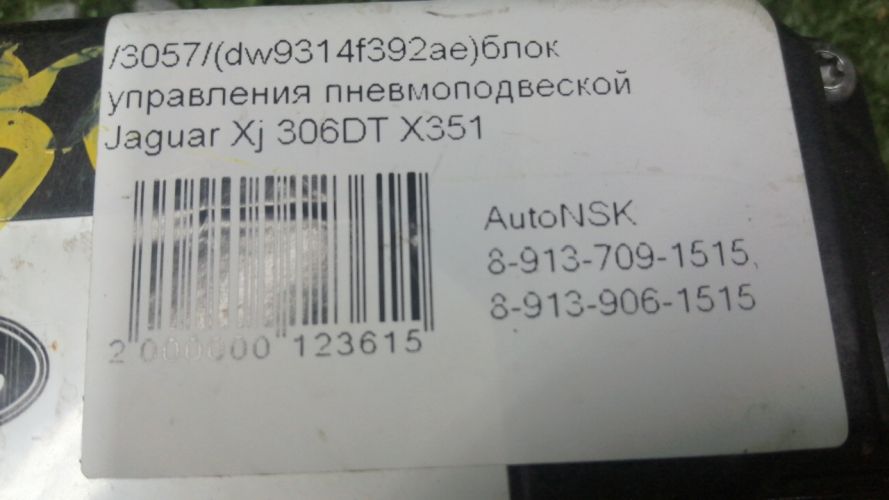 /3057/(dw9314f392ae)блок
управления пневмоподвеской
Jaguar Xj 306DT X351
AutoNSK
8-913-709-1515,
8-913-906-1515
2 000000 123615